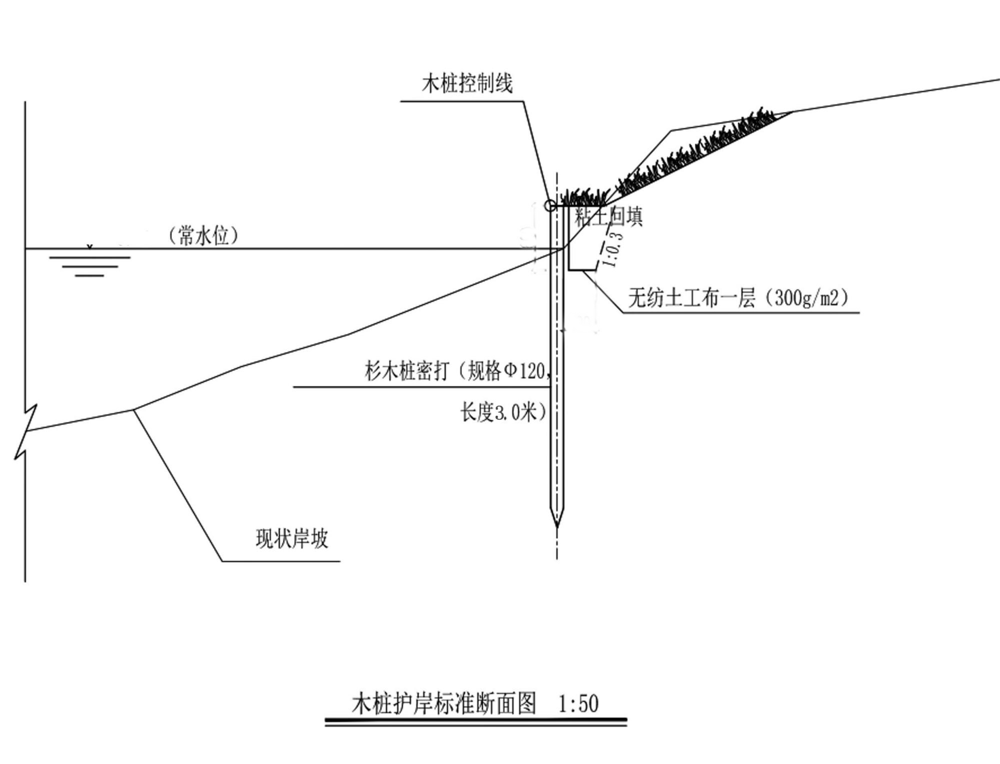 木桩控制线
(常水位)
粘土回填
1:0.3
无纺土工布一层(300g/m2)
杉木桩密打(规格Φ120,
长度3.0米)
现状岸坡
木桩护岸标准断面图 1:50